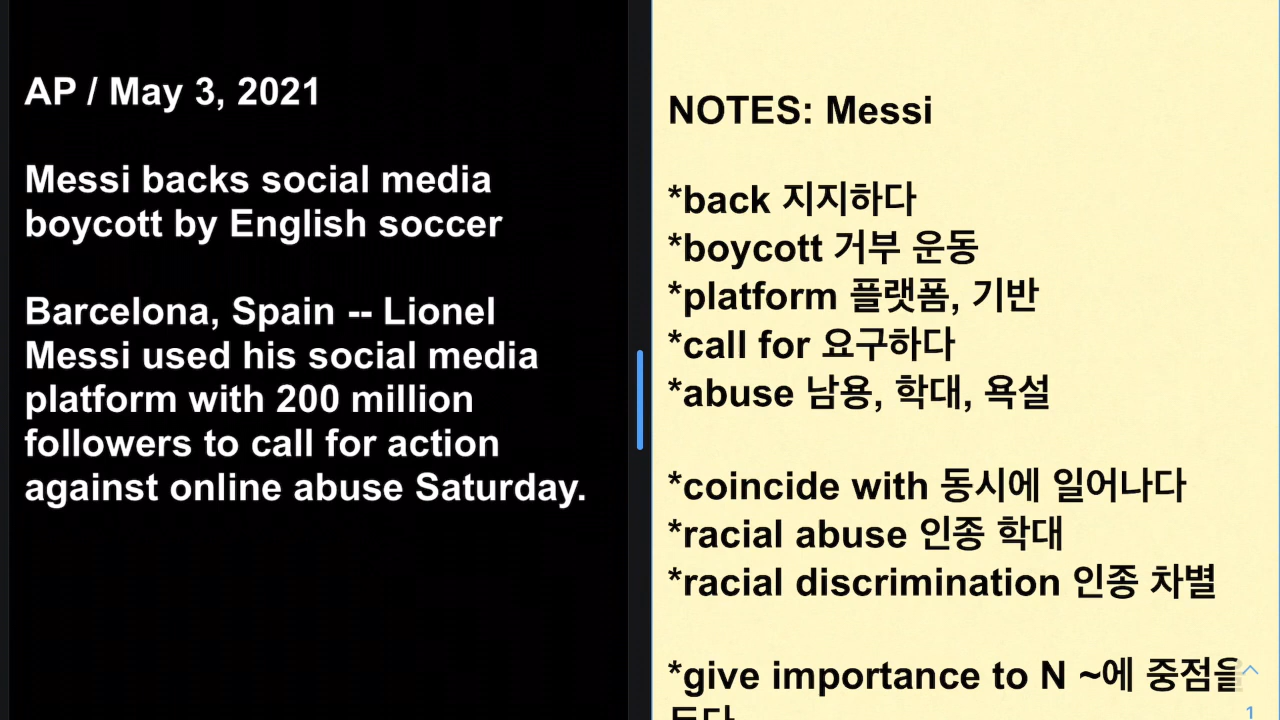 AP / May 3, 2021
Messi backs social media
boycott by English soccer
Barcelona, Spain -- Lionel
Messi used his social media
platform with 200 million
followers to call for action
against online abuse Saturday.
NOTES: Messi
*back 지지하다
*boycott 거부 운동
*platform 플랫폼, 기반
*call for 요구하다
*abuse 남용, 학대, 욕설
*coincide with 동시에 일어나다
*racial abuse 인종 학대
*racial discrimination 인종 차별
*give importance to N ~에 중점을
1